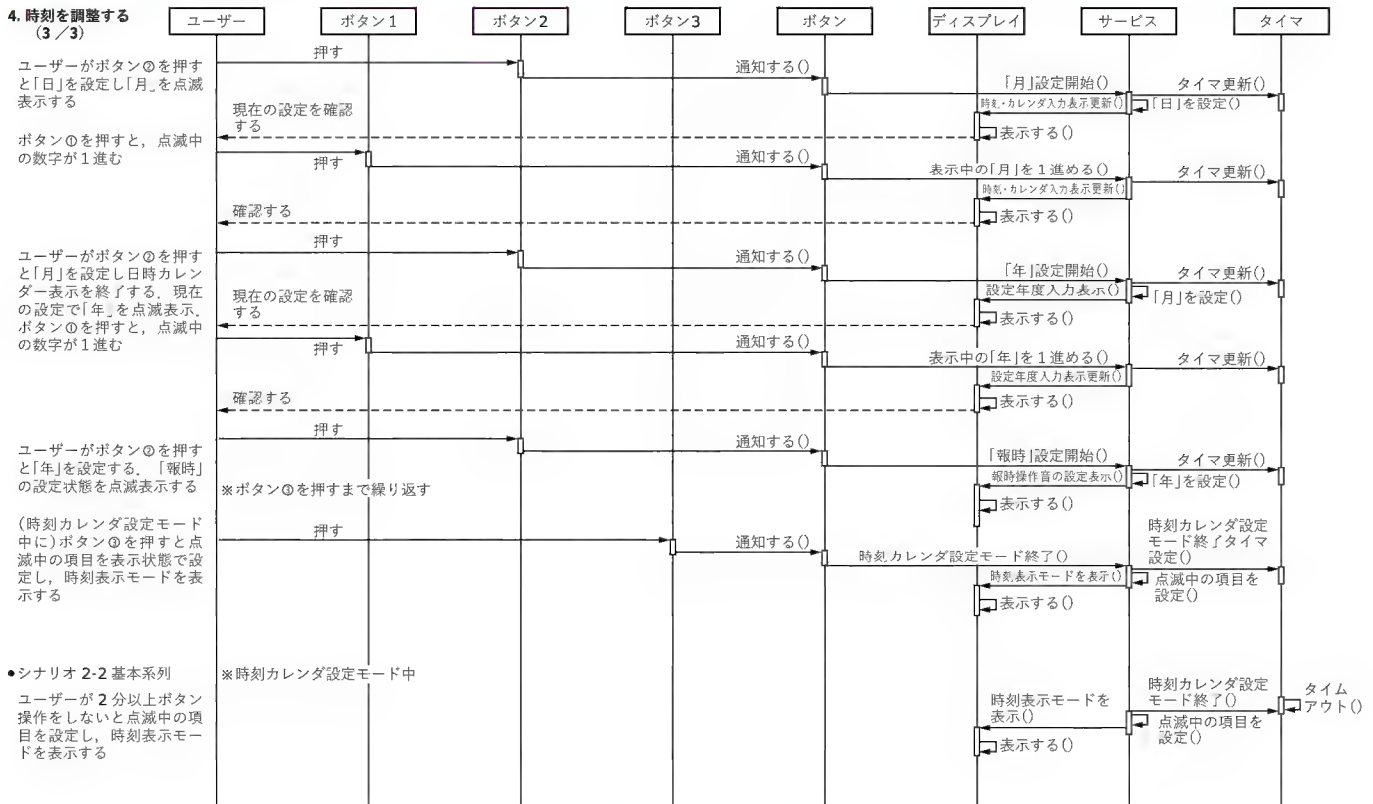 4. 時刻を調整する
（3／3）
ユーザー
ボタン1
ボタン2
ボタン3
ボタン
ディスプレイ
サービス
タイマ
ユーザーがボタン②を押す
と「日」を設定し「月」を点滅
表示する
押す
通知する()
「月」設定開始()
タイマ更新()
時刻・カレンダ入力表示更新()
「日」を設定()
現在の設定を確認
する
表示する()
ボタン①を押すと，点滅中
の数字が1進む
押す
通知する()
表示中の「月」を1進める()
タイマ更新()
時刻・カレンダ入力表示更新()
確認する
表示する()
ユーザーがボタン②を押す
と「月」を設定し日時カレン
ダー表示を終了する．現在
の設定で「年」を点滅表示．
ボタン①を押すと，点滅中
の数字が1進む
押す
通知する()
「年」設定開始()
タイマ更新()
設定年度入力表示()
「月」を設定()
現在の設定を確認
する
表示する()
押す
通知する()
表示中の「年」を1進める()
タイマ更新()
設定年度入力表示更新()
確認する
表示する()
ユーザーがボタン②を押す
と「年」を設定する．「報時」
の設定状態を点滅表示する
押す
通知する()
「報時」設定開始()
タイマ更新()
報時操作音の設定表示()
「年」を設定()
※ボタン③を押すまで繰り返す
表示する()
（時刻カレンダ設定モード
中に）ボタン③を押すと点
滅中の項目を表示状態で設
定し，時刻表示モードを表
示する
押す
通知する()
時刻カレンダ設定モード終了()
時刻カレンダ設定
モード終了タイマ
設定()
時刻表示モードを表示()
点滅中の項目を
設定()
表示する()
●シナリオ2-2基本系列
※時刻カレンダ設定モード中
ユーザーが2分以上ボタン
操作をしないと点滅中の項
目を設定し，時刻表示モー
ドを表示する
時刻表示モードを
表示()
時刻カレンダ設定
モード終了()
タイム
アウト()
点滅中の項目を
設定()
表示する()